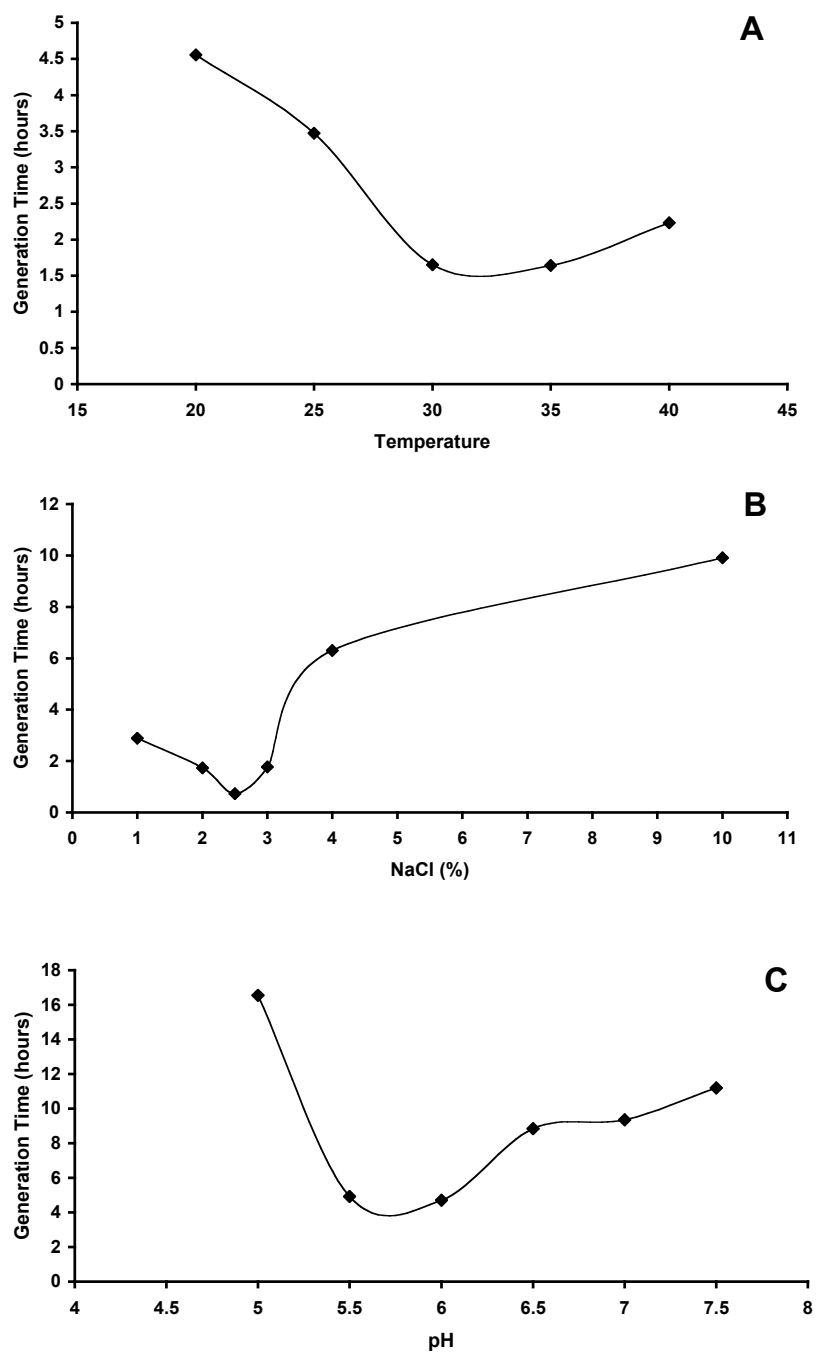 A
Generation Time (hours)
5
4.5
4
3.5
3
2.5
2
1.5
1
0.5
0
15 20 25 30 35 40 45
Temperature
B
Generation Time (hours)
12
10
8
6
4
2
0
0 1 2 3 4 5 6 7 8 9 10 11
NaCl (%)
C
Generation Time (hours)
18
16
14
12
10
8
6
4
2
0
4 4.5 5 5.5 6 6.5 7 7.5 8
pH